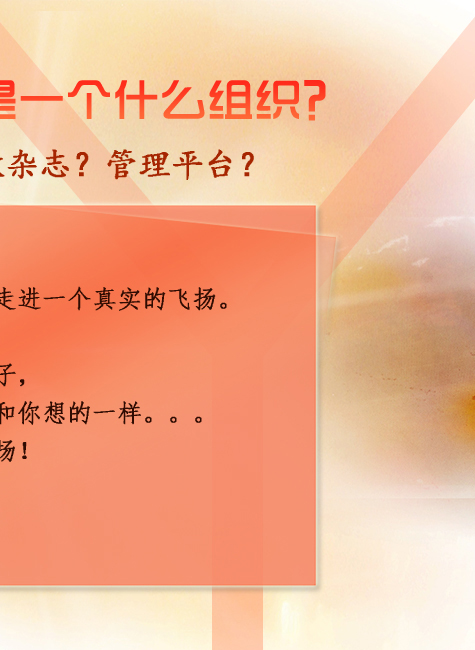 是一个什么组织?
杂志？管理平台？
走进一个真实的飞扬。
子，
和你想的一样。。。
扬！